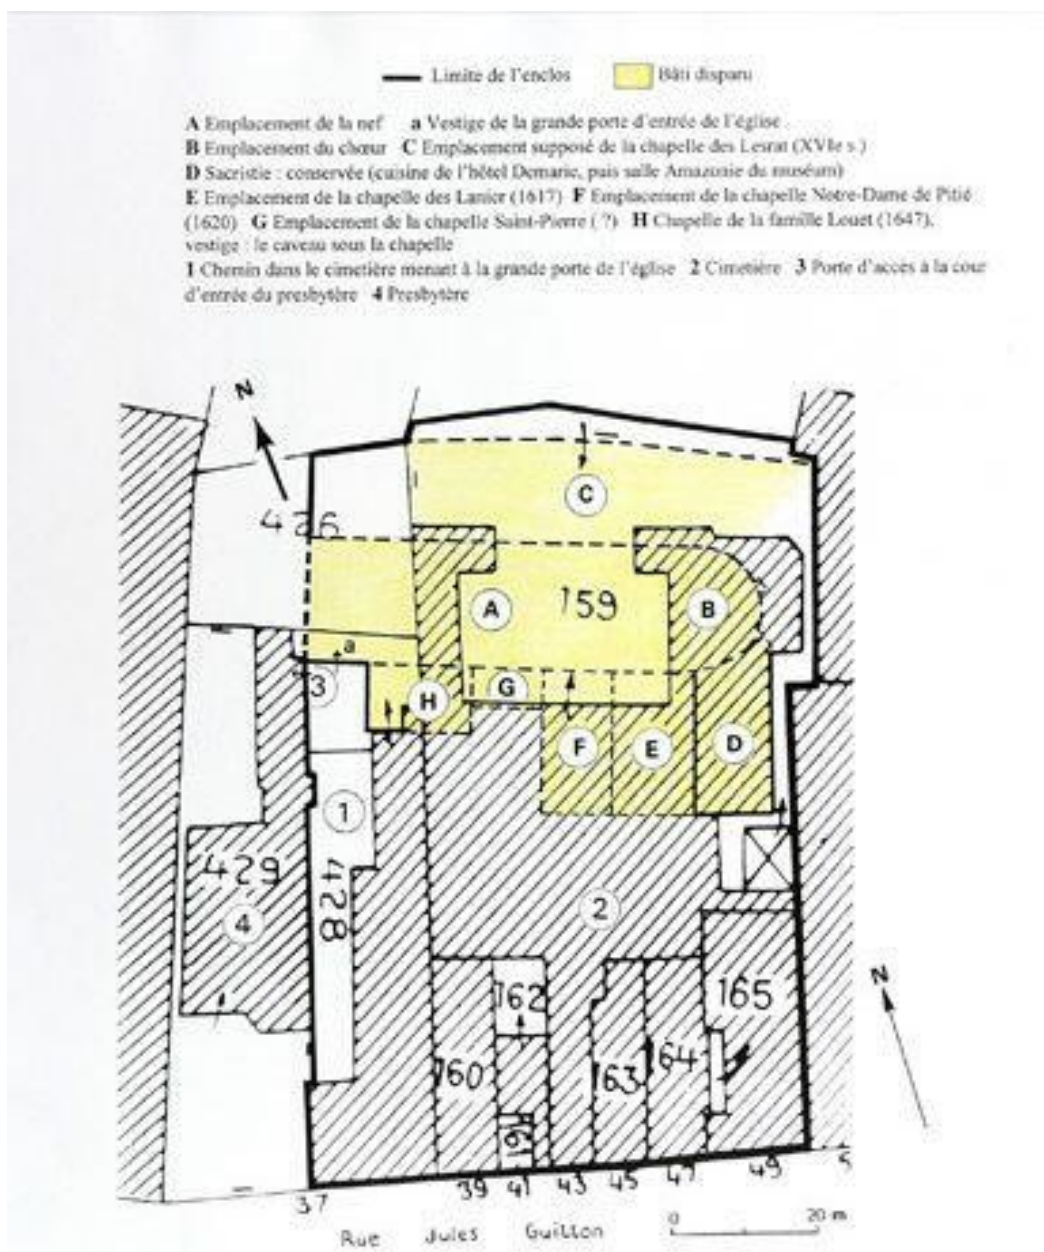 Limite de l'enclos Bâti disparu
A Emplacement de la nef a Vestige de la grande porte d'entrée de l'église
B Emplacement du chœur C Emplacement supposé de la chapelle des Lesrat (XVIe s.)
D Sacristie : conservée (cuisine de l'hôtel Demarie, puis salle Amazonie du muséum)
E Emplacement de la chapelle des Lanier (1617) F Emplacement de la chapelle Notre-Dame de Pitié
(1620) G Emplacement de la chapelle Saint-Pierre (?) H Chapelle de la famille Louet (1647),
vestige : le caveau sous la chapelle
1 Chemin dans le cimetière menant à la grande porte de l'église 2 Cimetière 3 Porte d'accès à la cour
d'entrée du presbytère 4 Presbytère
N
426
C
A 159 B
a
3 H G
F E D
1
429 428
4 2
N
162 165
160 163 164
161
37 39 41 43 45 47 49
Rue Jules Guillon
0 20 m